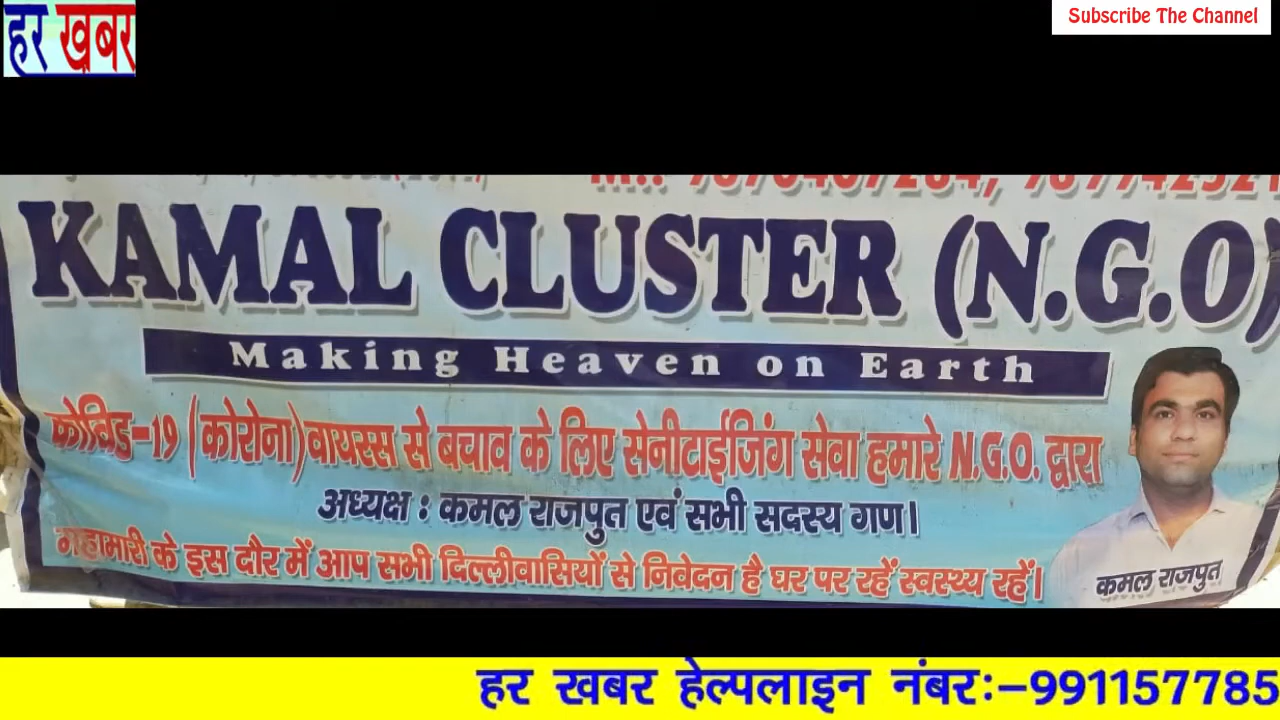 हर खबर
Subscribe The Channel
KAMAL CLUSTER (N.G.O)
Making Heaven on Earth
कोविड-19 (कोरोना) वायरस से बचाव के लिए सेनीटाईजिंग सेवा हमारे N.G.O. द्वारा
अध्यक्ष : कमल राजपुत एवं सभी सदस्य गण।
महामारी के इस दौर में आप सभी दिल्लीवासियों से निवेदन है घर पर रहें स्वस्थ्य रहें।
कमल राजपुत
हर खबर हेल्पलाइन नंबर:-991157785